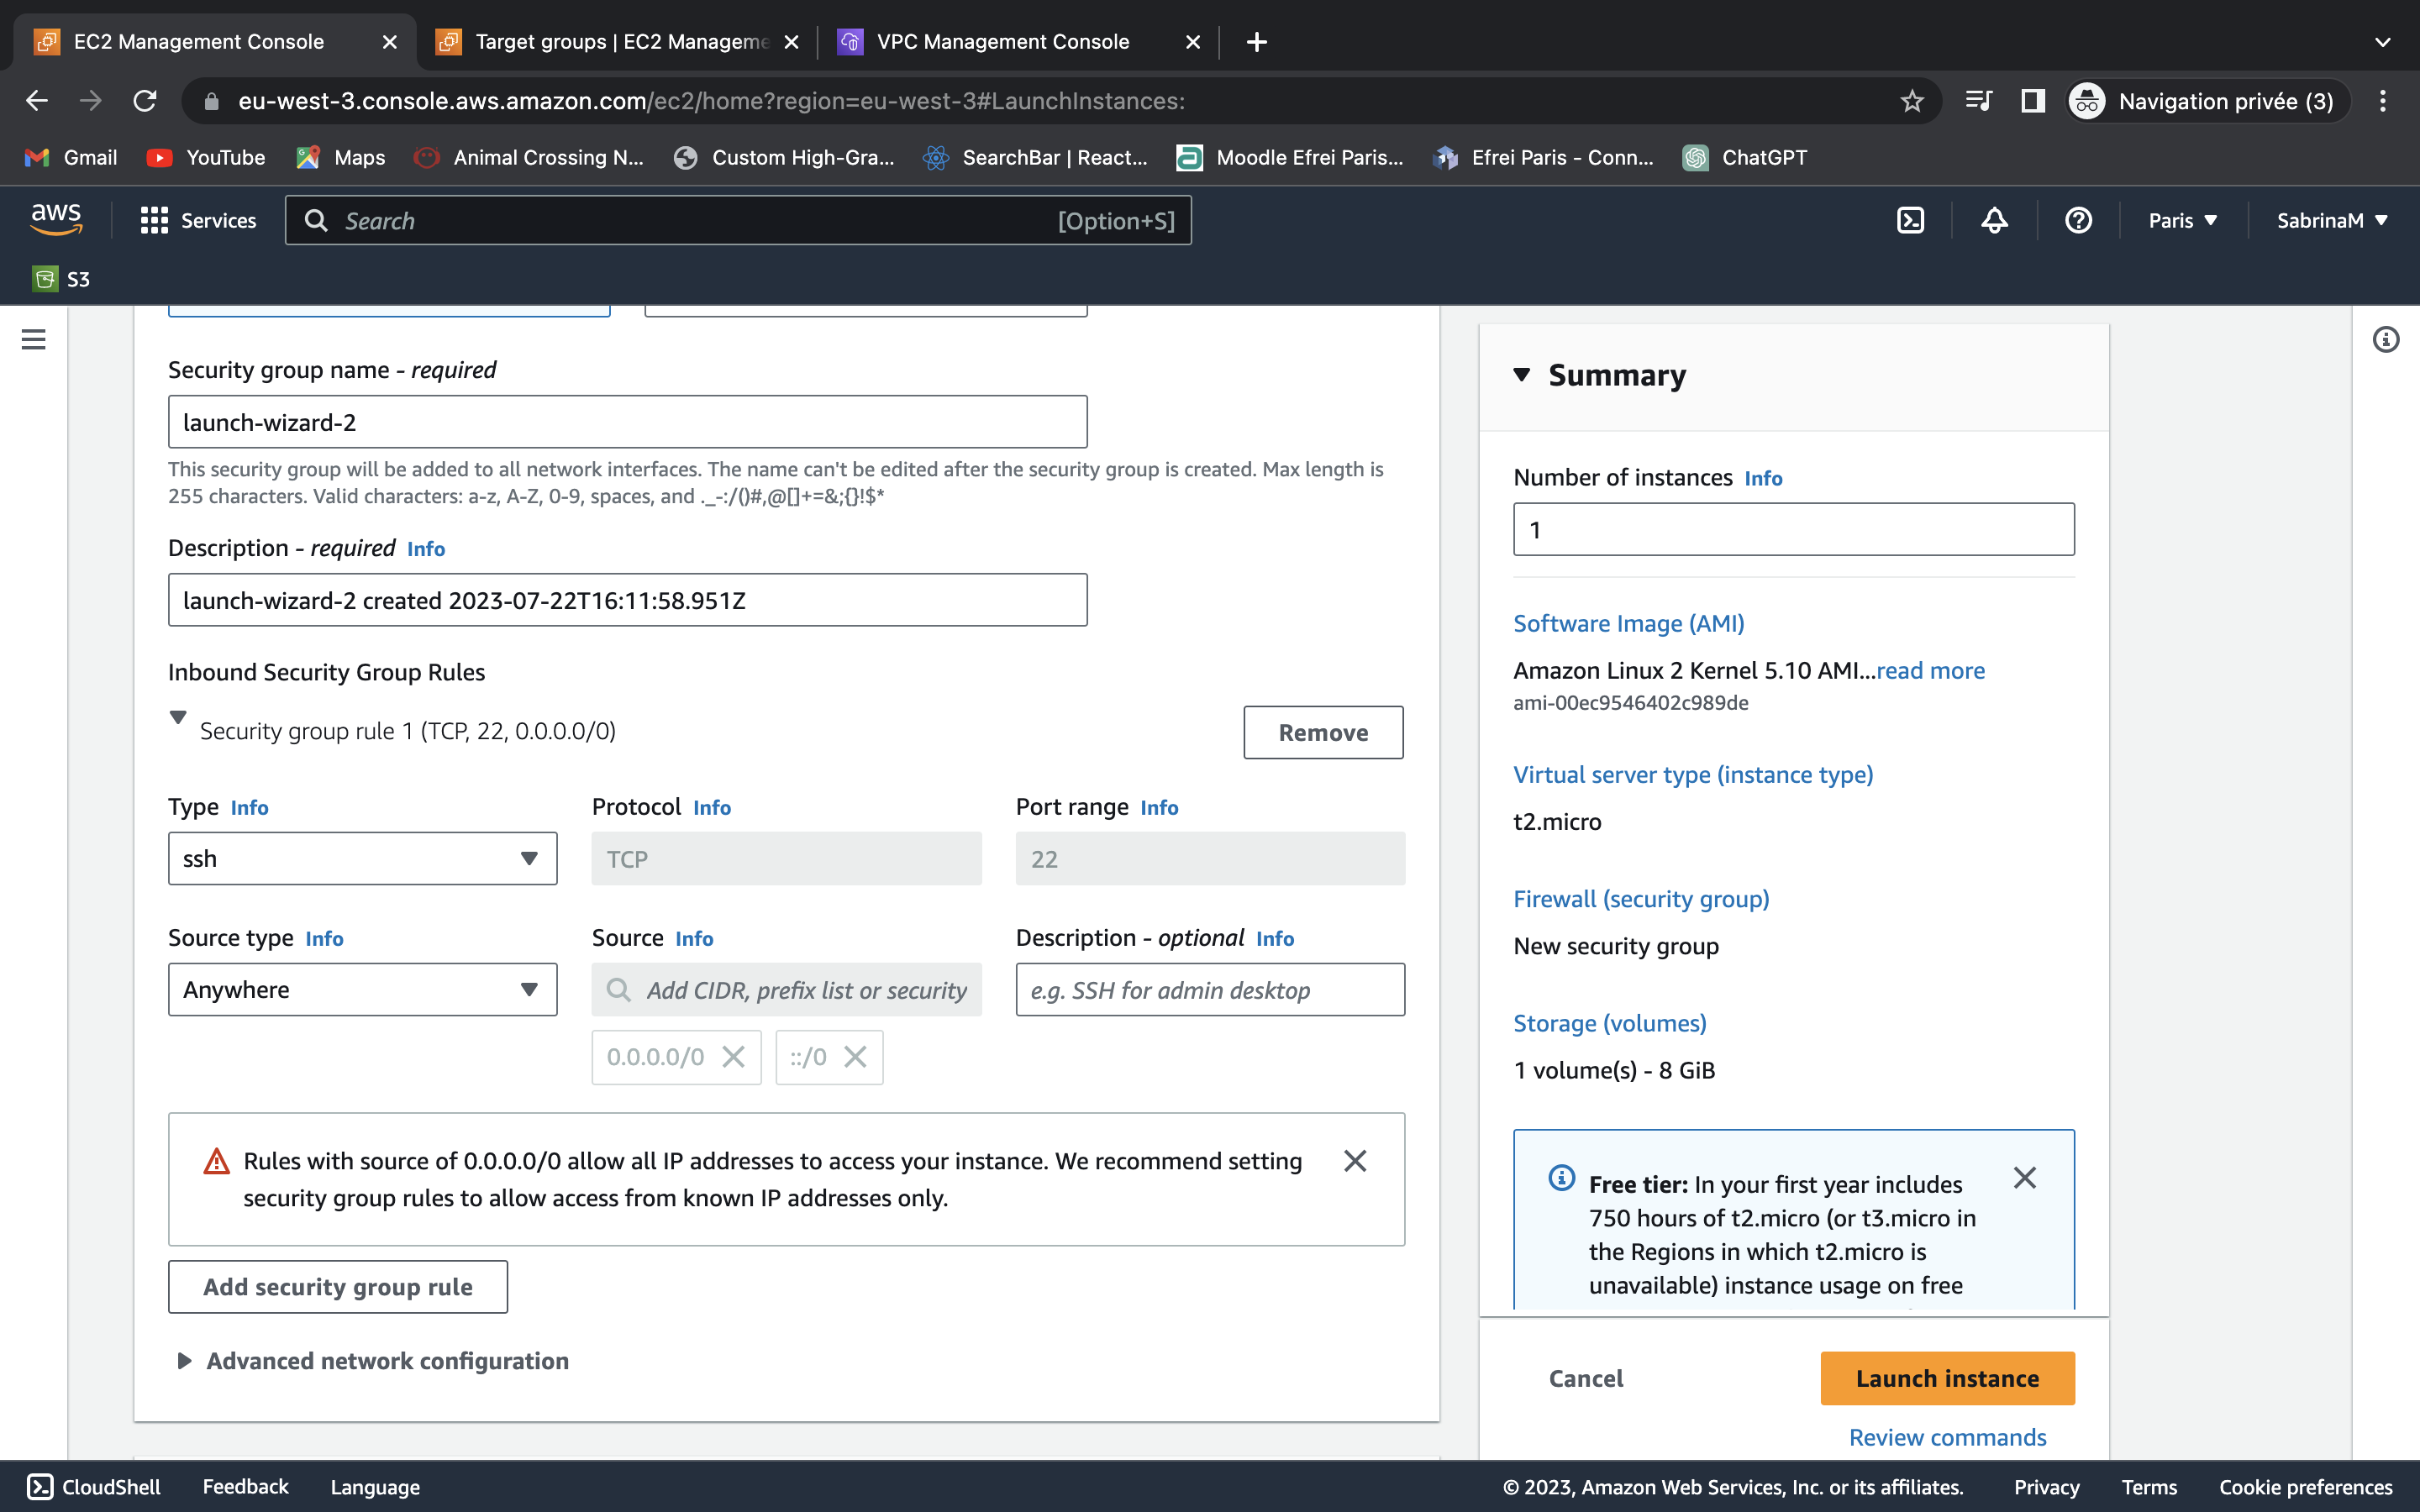 EC2 Management Console
Target groups | EC2 Manageme
VPC Management Console
eu-west-3.console.aws.amazon.com/ec2/home?region=eu-west-3#LaunchInstances:
Navigation privée (3)
Gmail
YouTube
Maps
Animal Crossing N...
Custom High-Gra...
SearchBar | React...
Moodle Efrei Paris...
Efrei Paris - Conn...
ChatGPT
aws
Services
Search
[Option+S]
Paris
SabrinaM
S3
Security group name - required
launch-wizard-2
This security group will be added to all network interfaces. The name can't be edited after the security group is created. Max length is
255 characters. Valid characters: a-z, A-Z, 0-9, spaces, and ._-:/()#,@[]+=&;{}!$*
Description - required Info
launch-wizard-2 created 2023-07-22T16:11:58.951Z
Inbound Security Group Rules
Security group rule 1 (TCP, 22, 0.0.0.0/0)
Remove
Type Info
Protocol Info
Port range Info
ssh
TCP
22
Source type Info
Source Info
Description - optional Info
Anywhere
Add CIDR, prefix list or security
e.g. SSH for admin desktop
0.0.0.0/0
::/0
Rules with source of 0.0.0.0/0 allow all IP addresses to access your instance. We recommend setting
security group rules to allow access from known IP addresses only.
Add security group rule
Advanced network configuration
Summary
Number of instances Info
1
Software Image (AMI)
Amazon Linux 2 Kernel 5.10 AMI...read more
ami-00ec9546402c989de
Virtual server type (instance type)
t2.micro
Firewall (security group)
New security group
Storage (volumes)
1 volume(s) - 8 GiB
Free tier: In your first year includes
750 hours of t2.micro (or t3.micro in
the Regions in which t2.micro is
unavailable) instance usage on free
Cancel
Launch instance
Review commands
CloudShell
Feedback
Language
© 2023, Amazon Web Services, Inc. or its affiliates.
Privacy
Terms
Cookie preferences